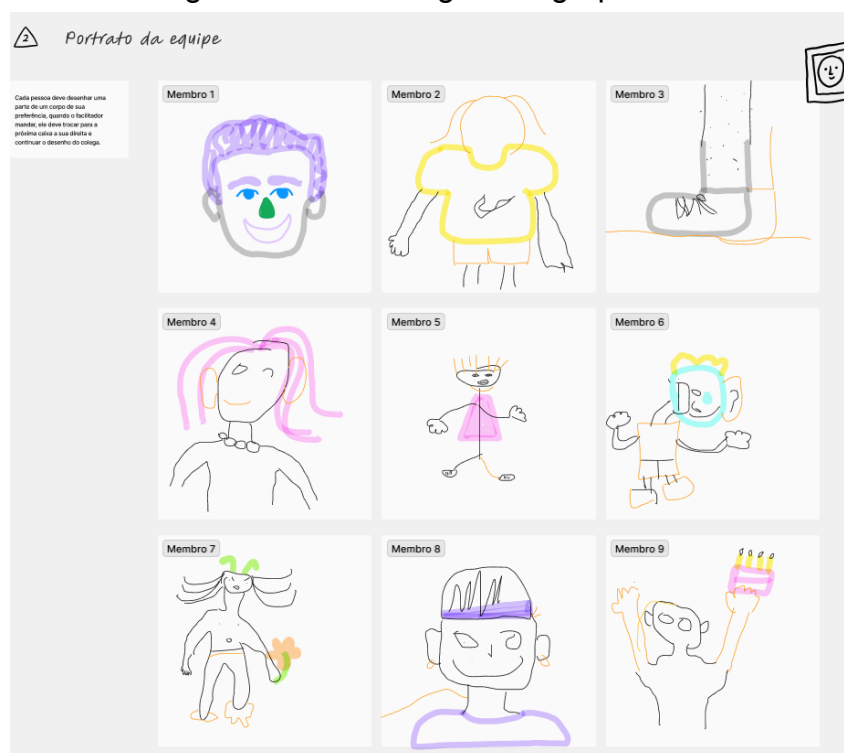 2 Portrato da equipe
Cada pessoa deve desenhar uma
parte de um corpo de sua
preferência, quando o facilitador
mandar, ele deve trocar para a
próxima caixa a sua direita e
continuar o desenho do colega.
Membro 1
Membro 2
Membro 3
Membro 4
Membro 5
Membro 6
Membro 7
Membro 8
Membro 9